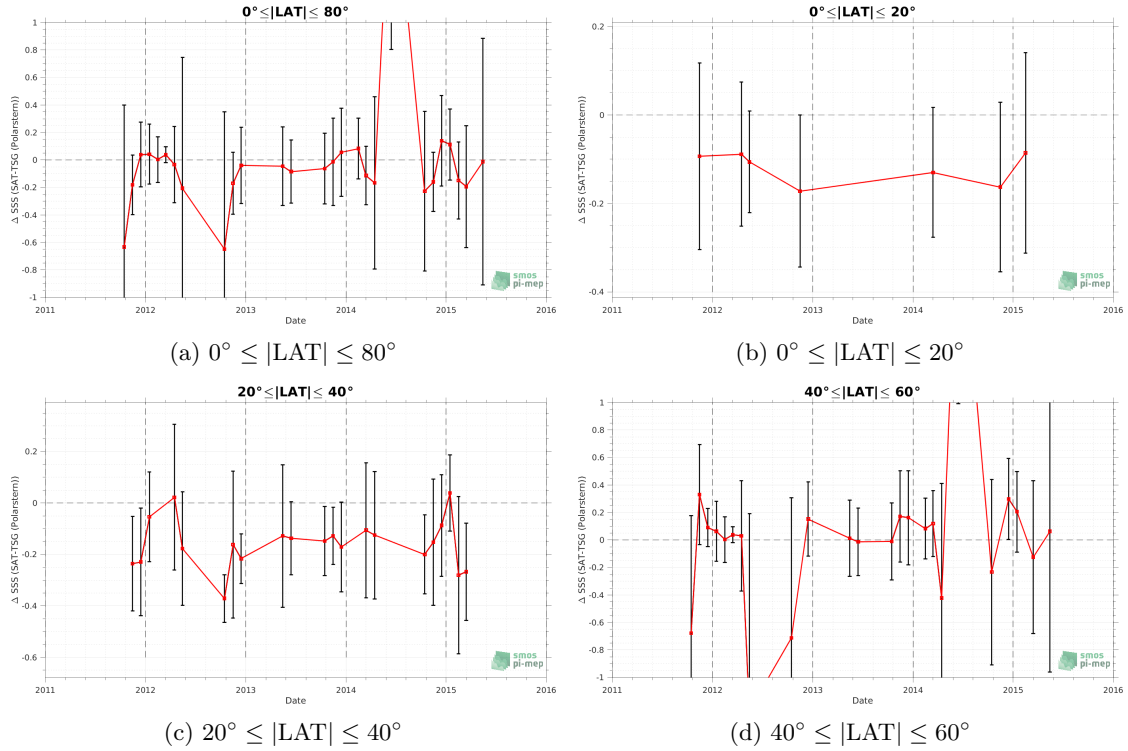 0°≤|LAT|≤ 80°
Δ SSS (SAT-TSG (Polarstern))
1
0.8
0.6
0.4
0.2
0
-0.2
-0.4
-0.6
-0.8
-1
2011 2012 2013 2014 2015 2016
Date
smos
pi-mep
(a) 0° ≤ |LAT| ≤ 80°
0°≤|LAT|≤ 20°
Δ SSS (SAT-TSG (Polarstern))
0.2
0
-0.2
-0.4
2011 2012 2013 2014 2015 2016
Date
smos
pi-mep
(b) 0° ≤ |LAT| ≤ 20°
20°≤|LAT|≤ 40°
Δ SSS (SAT-TSG (Polarstern))
0.2
0
-0.2
-0.4
-0.6
2011 2012 2013 2014 2015 2016
Date
smos
pi-mep
(c) 20° ≤ |LAT| ≤ 40°
40°≤|LAT|≤ 60°
Δ SSS (SAT-TSG (Polarstern))
1
0.8
0.6
0.4
0.2
0
-0.2
-0.4
-0.6
-0.8
-1
2011 2012 2013 2014 2015 2016
Date
smos
pi-mep
(d) 40° ≤ |LAT| ≤ 60°